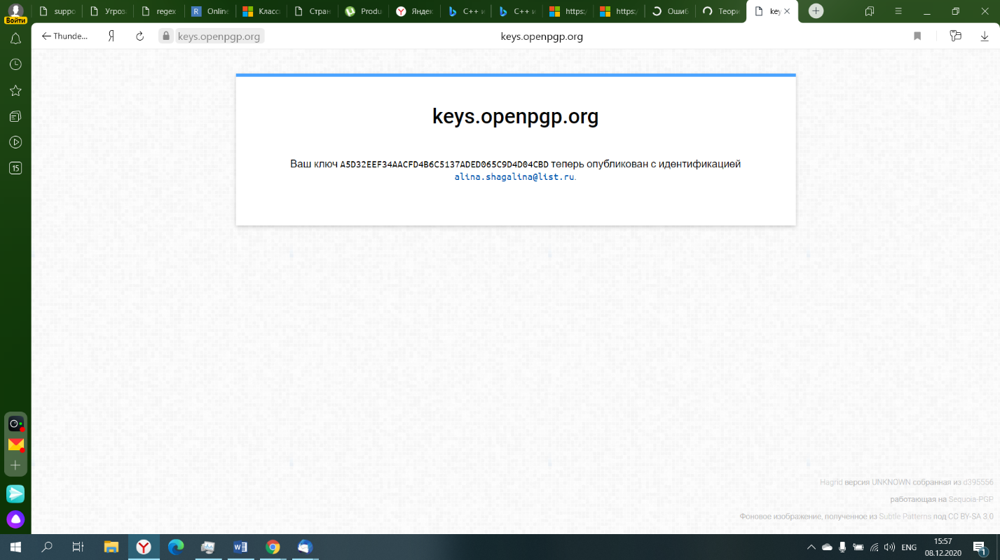 Войти
suppo
Угроз
regex
Online
Класс
Стран
Produ
Яндек
C++ и
C++ и
https:/
https:/
Ошиб
Теори
key
Thunde...
keys.openpgp.org
keys.openpgp.org
15
keys.openpgp.org
Ваш ключ A5D32EEF34AACFD4B6C5137ADED065C9D4D04CBD теперь опубликован с идентификацией
alina.shagalina@list.ru.
Hagrid версия UNKNOWN собранная из d395556
работающая на Sequoia-PGP
Фоновое изображение, полученное из Subtle Patterns под CC BY-SA 3.0
ENG
15:57
08.12.2020
1